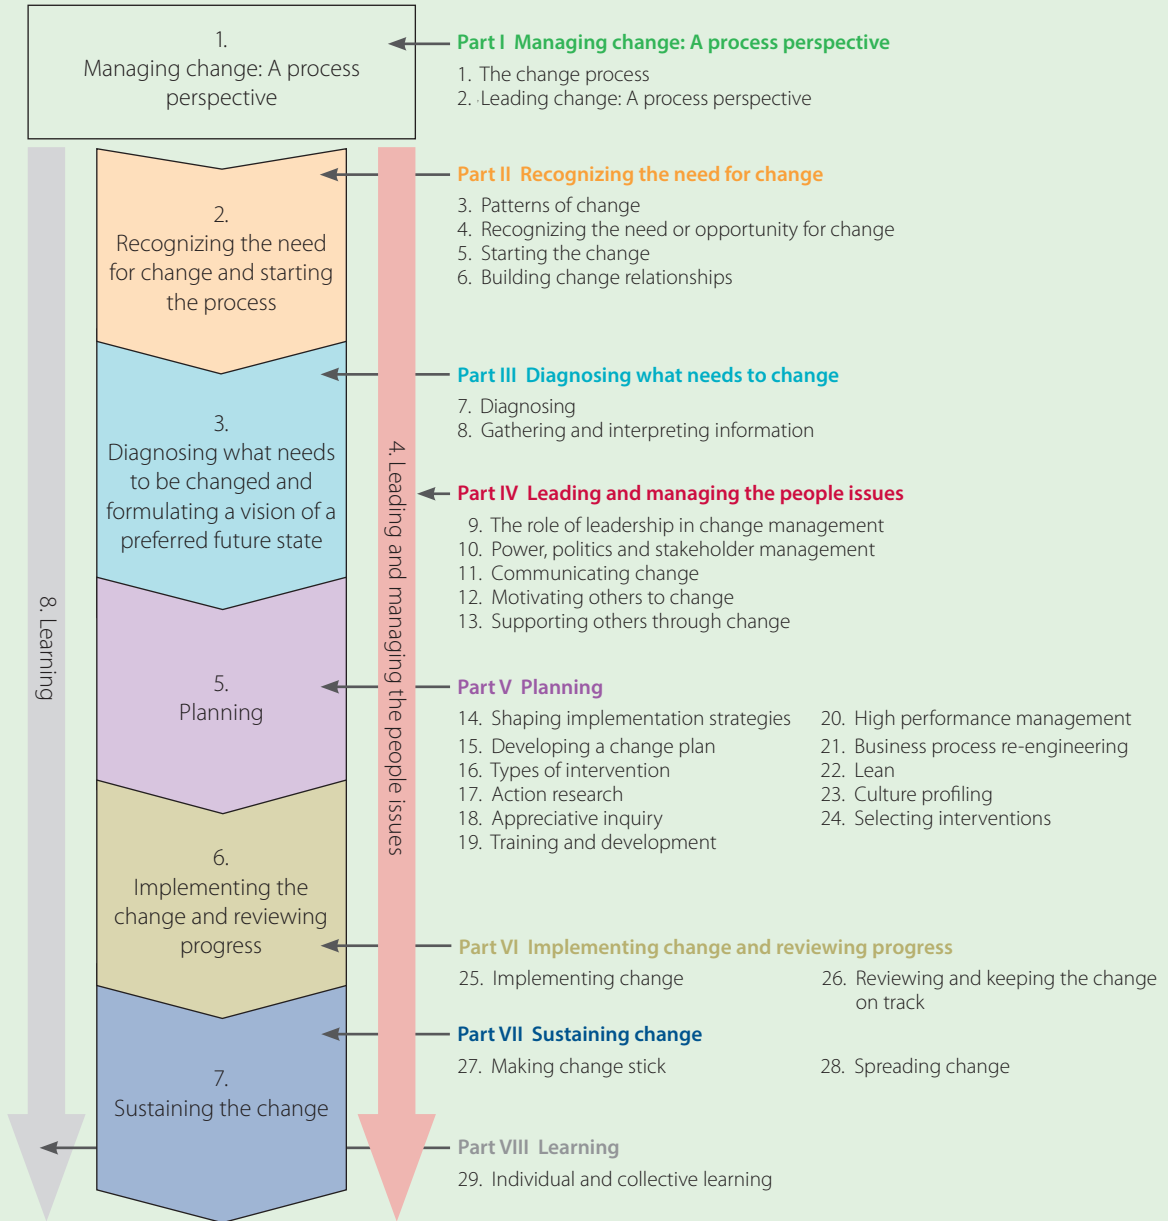 1.
Managing change: A process
perspective
Part I Managing change: A process perspective
1. The change process
2. Leading change: A process perspective
2.
Recognizing the need
for change and starting
the process
Part II Recognizing the need for change
3. Patterns of change
4. Recognizing the need or opportunity for change
5. Starting the change
6. Building change relationships
3.
Diagnosing what needs
to be changed and
formulating a vision of a
preferred future state
Part III Diagnosing what needs to change
7. Diagnosing
8. Gathering and interpreting information
4. Leading and managing the people issues
Part IV Leading and managing the people issues
9. The role of leadership in change management
10. Power, politics and stakeholder management
11. Communicating change
12. Motivating others to change
13. Supporting others through change
8. Learning
5.
Planning
Part V Planning
14. Shaping implementation strategies
15. Developing a change plan
16. Types of intervention
17. Action research
18. Appreciative inquiry
19. Training and development
20. High performance management
21. Business process re-engineering
22. Lean
23. Culture profiling
24. Selecting interventions
6.
Implementing the
change and reviewing
progress
Part VI Implementing change and reviewing progress
25. Implementing change
26. Reviewing and keeping the change
on track
7.
Sustaining the change
Part VII Sustaining change
27. Making change stick
28. Spreading change
Part VIII Learning
29. Individual and collective learning